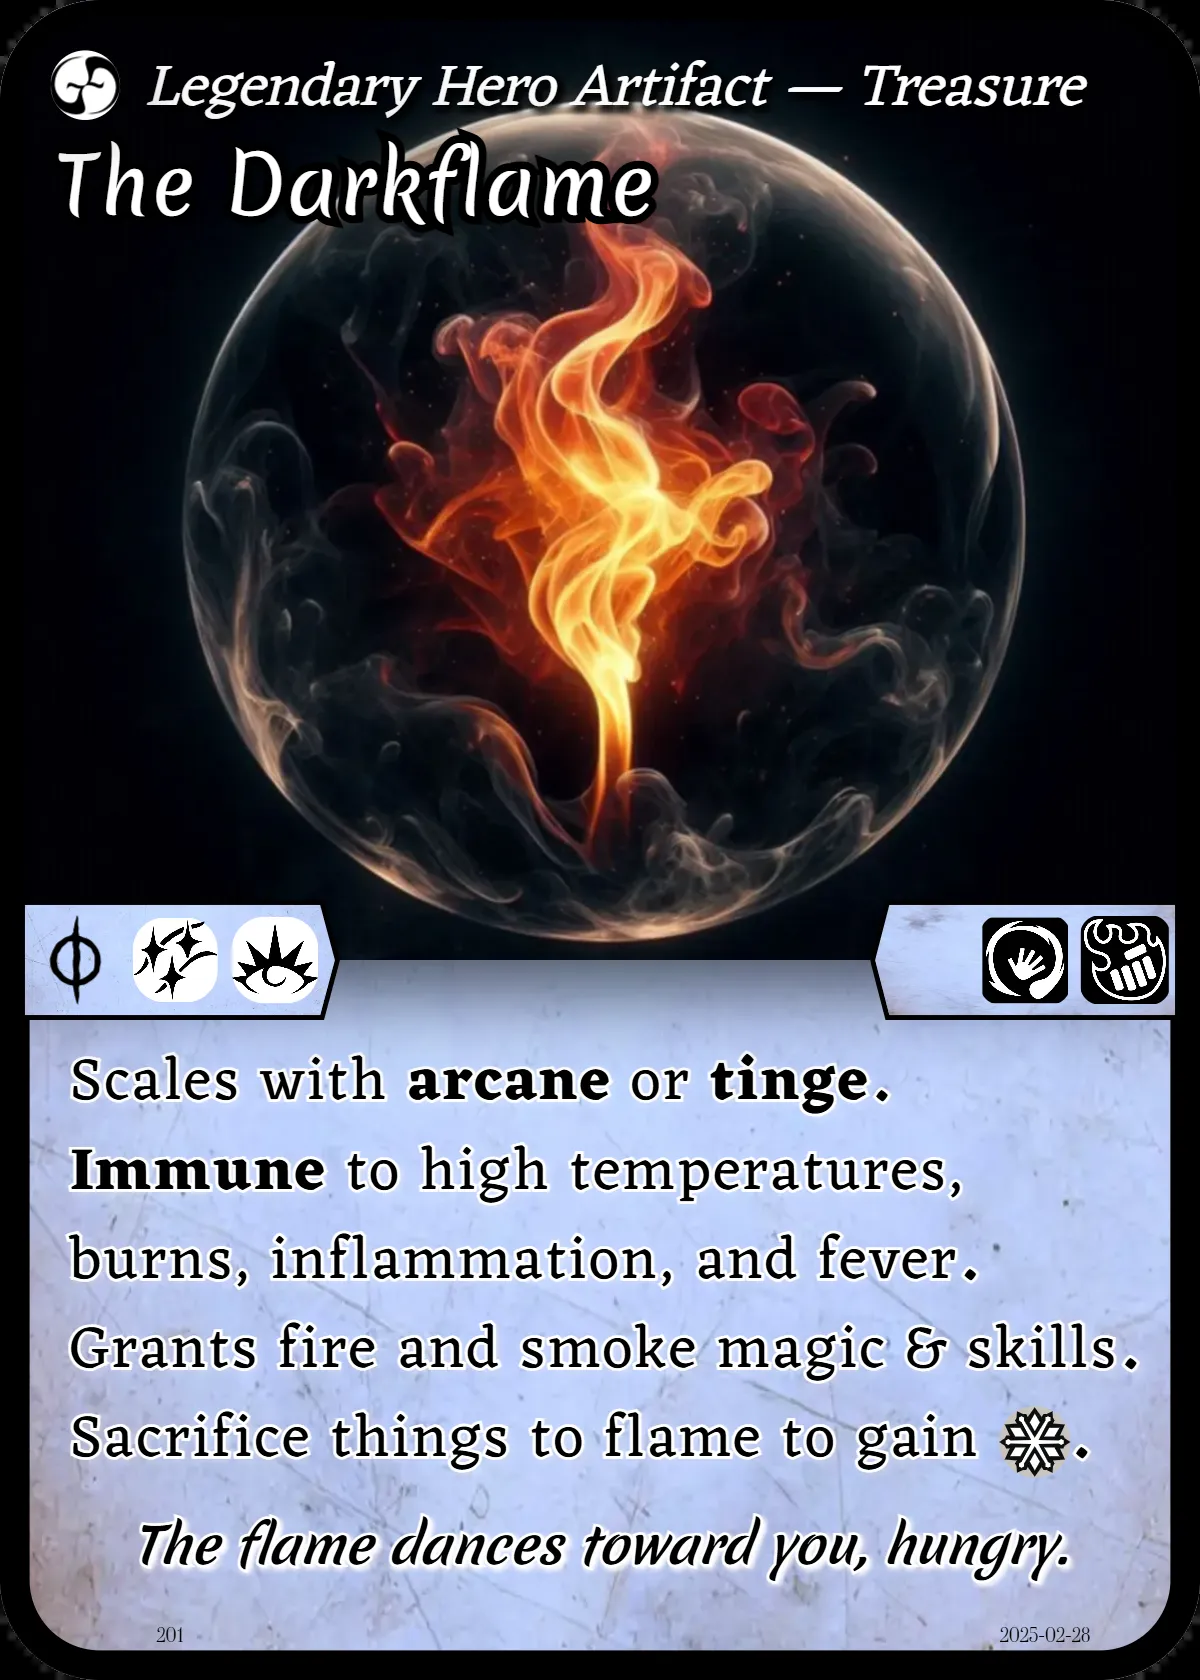 Legendary Hero Artifact — Treasure
The Darkflame
Scales with arcane or tinge.
Immune to high temperatures,
burns, inflammation, and fever.
Grants fire and smoke magic & skills.
Sacrifice things to flame to gain .
The flame dances toward you, hungry.
201
2025-02-28